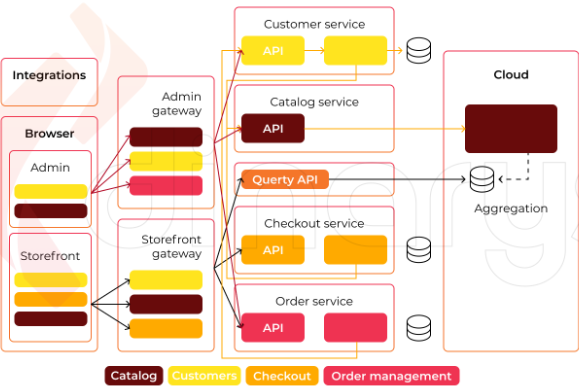 Customer service
Integrations
API
Cloud
Admin
gateway
Catalog service
API
Browser
Admin
Querty API
Aggregation
Storefront
gateway
Checkout service
API
Storefront
Order service
API
Catalog
Customers
Checkout
Order management